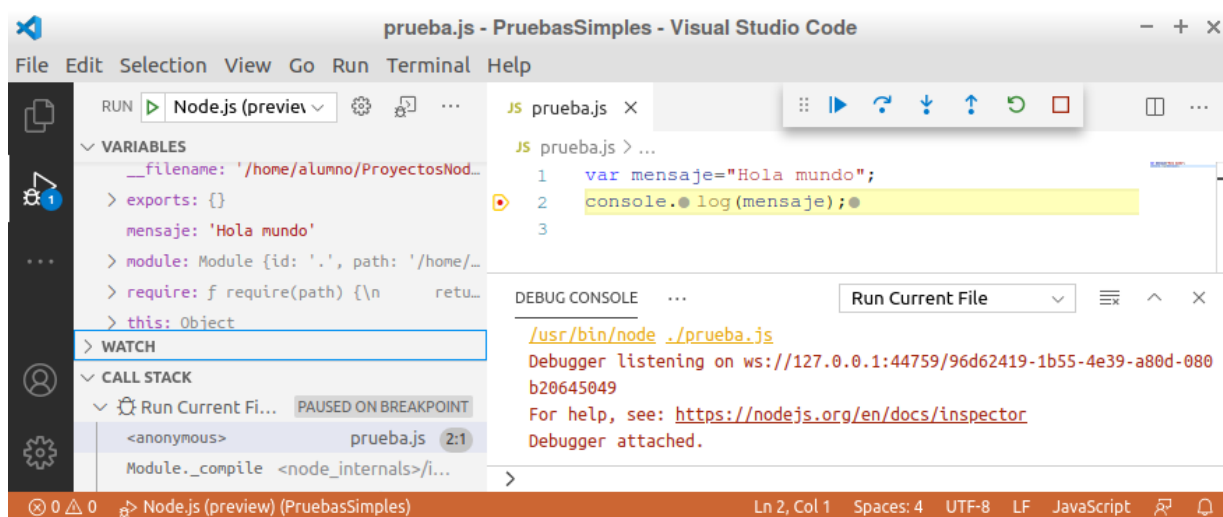 prueba.js - PruebasSimples - Visual Studio Code
File Edit Selection View Go Run Terminal Help
RUN Node.js (preview
VARIABLES
__filename: '/home/alumno/ProyectosNod…
exports: {}
mensaje: 'Hola mundo'
module: Module {id: '.', path: '/home/…
require: ƒ require(path) {\n retu…
this: Object
WATCH
CALL STACK
Run Current Fi… PAUSED ON BREAKPOINT
<anonymous> prueba.js 2:1
Module._compile <node_internals>/i…
1
JS prueba.js
JS prueba.js > ...
1 var mensaje="Hola mundo";
2 console.log(mensaje);
3
DEBUG CONSOLE ... Run Current File
/usr/bin/node ./prueba.js
Debugger listening on ws://127.0.0.1:44759/96d62419-1b55-4e39-a80d-080
b20645049
For help, see: https://nodejs.org/en/docs/inspector
Debugger attached.
>
0 0 Node.js (preview) (PruebasSimples) Ln 2, Col 1 Spaces: 4 UTF-8 LF JavaScript